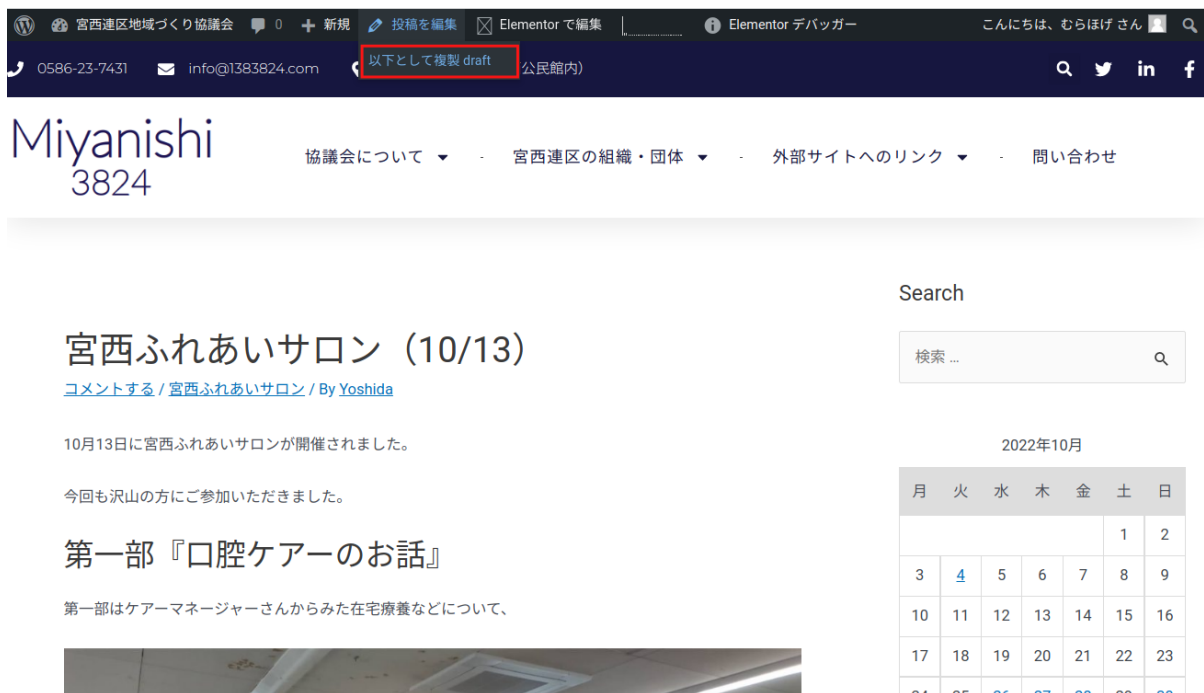 宮西連区地域づくり協議会 0 新規 投稿を編集 Elementor で編集 Elementor デバッガー こんにちは、むらほげ さん
以下として複製 draft
0586-23-7431 info@1383824.com 公民館内）
Miyanishi
3824
協議会について - 宮西連区の組織・団体 - 外部サイトへのリンク - 問い合わせ
宮西ふれあいサロン（10/13）
コメントする / 宮西ふれあいサロン / By Yoshida
10月13日に宮西ふれあいサロンが開催されました。
今回も沢山の方にご参加いただきました。
第一部『口腔ケアーのお話』
第一部はケアーマネージャーさんからみた在宅療養などについて、
Search
検索 ...
2022年10月
月 火 水 木 金 土 日
1 2
3 4 5 6 7 8 9
10 11 12 13 14 15 16
17 18 19 20 21 22 23